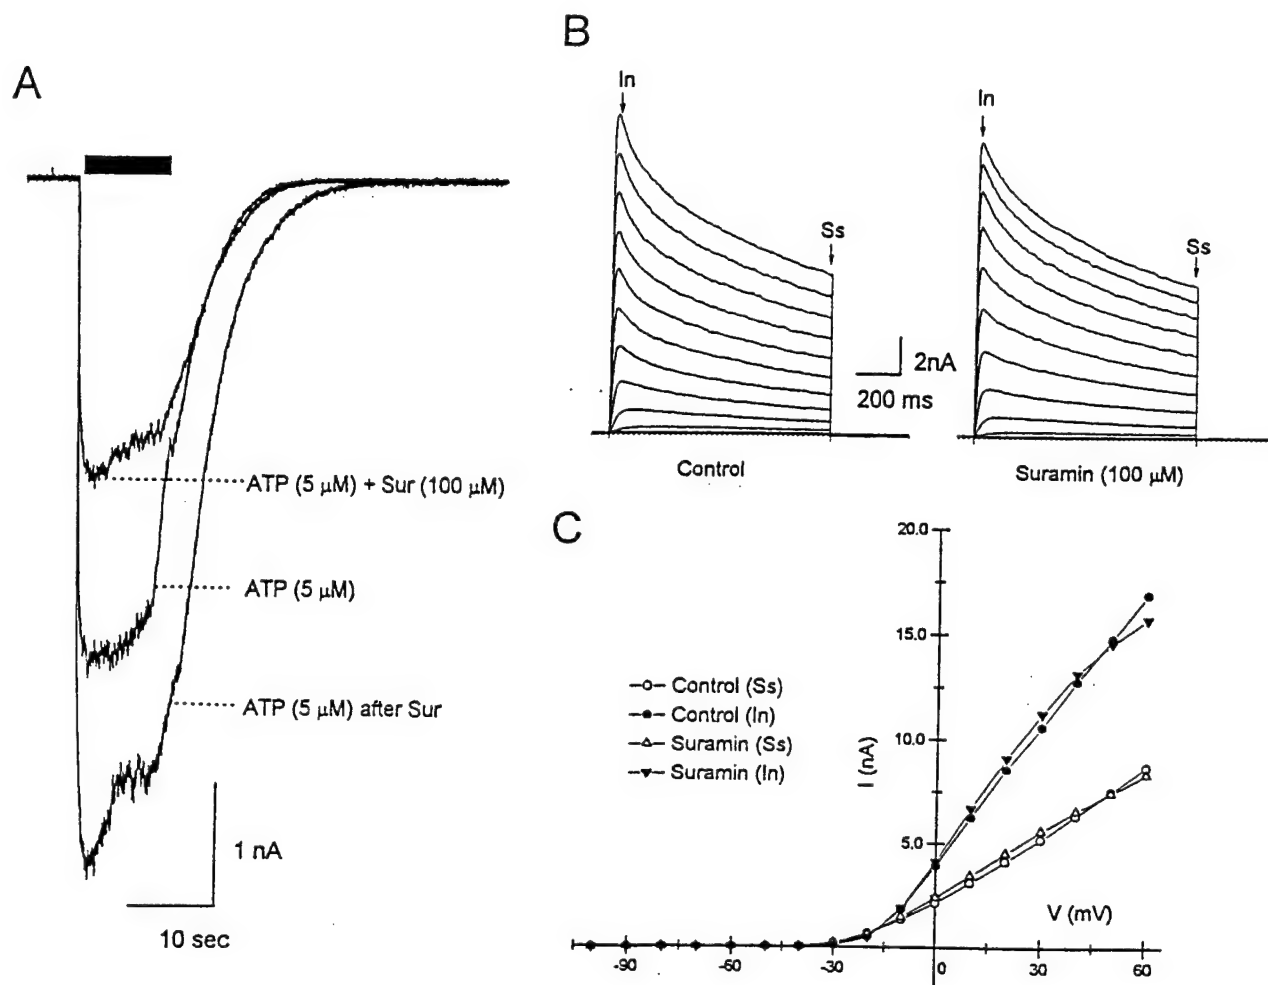 A
ATP (5 µM) + Sur (100 µM)
ATP (5 µM)
ATP (5 µM) after Sur
1 nA
10 sec
B
In
Ss
Control
2nA
200 ms
In
Ss
Suramin (100 µM)
C
Control (Ss)
Control (In)
Suramin (Ss)
Suramin (In)
I (nA)
20.0
15.0
10.0
5.0
V (mV)
-90 -60 -30 0 30 60